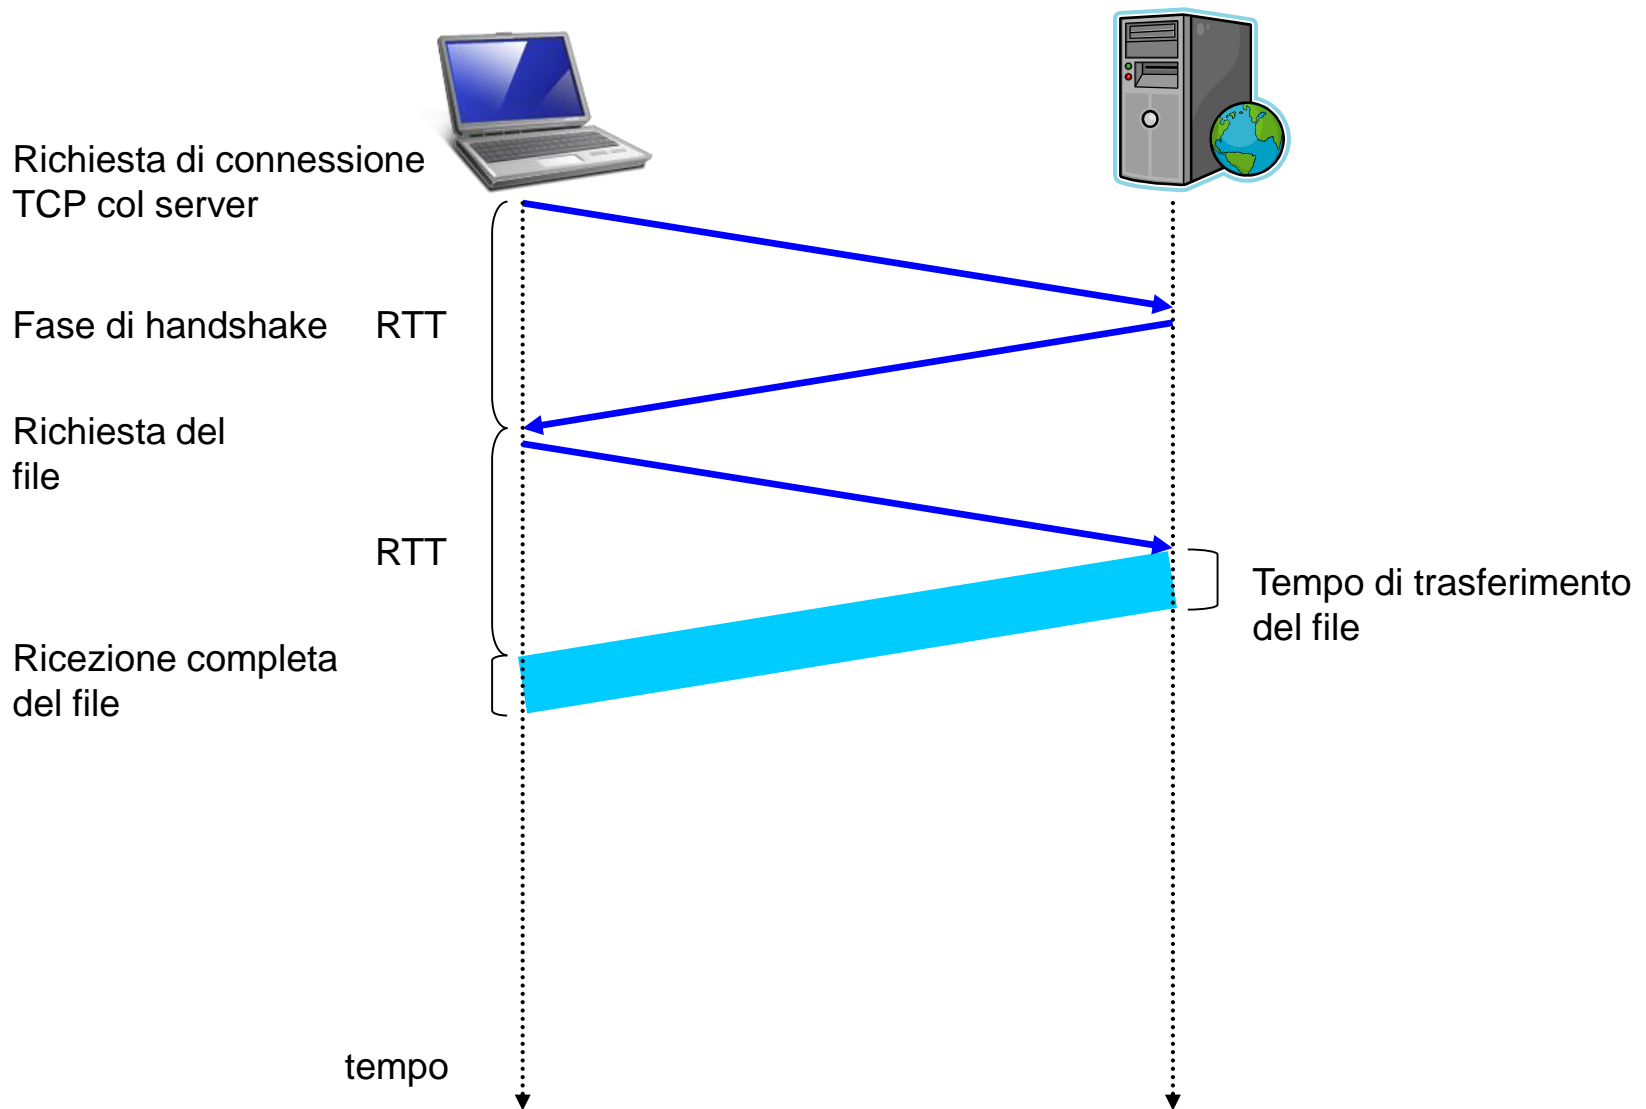 Richiesta di connessione
TCP col server
Fase di handshake
RTT
Richiesta del
file
RTT
Tempo di trasferimento
del file
Ricezione completa
del file
tempo